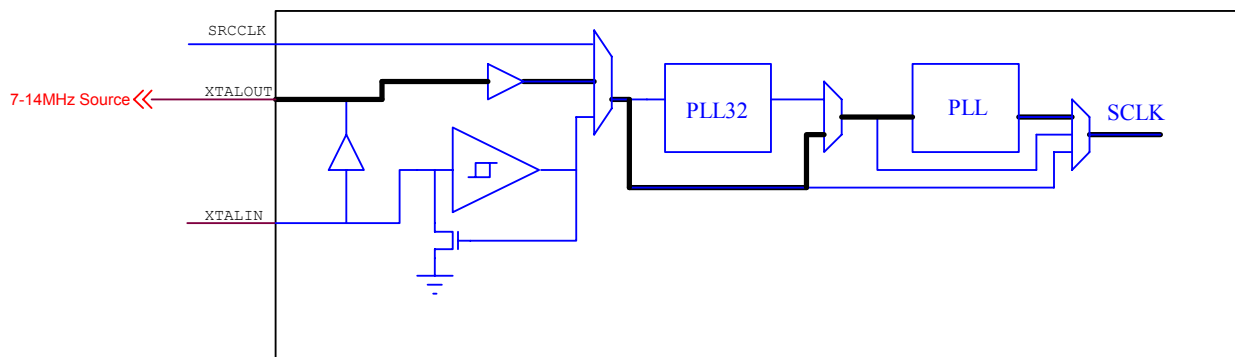 SRCCLK
7-14MHz Source
XTALOUT
PLL32
PLL
SCLK
XTALIN